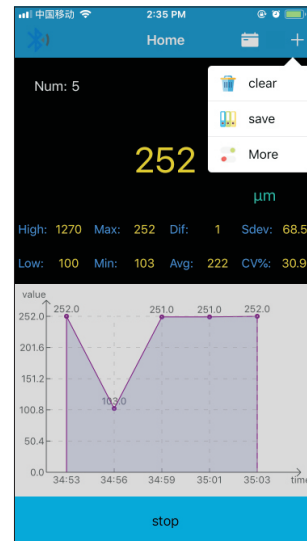 中国移动 2:35 PM
Home
Num: 5
clear
save
More
252
μm
High: 1270 Max: 252 Dif: 1 Sdev: 68.5
Low: 100 Min: 103 Avg: 222 CV%: 30.9
value
252.0 252.0 251.0 251.0 252.0
201.6
151.2
103.0
100.8
50.4
0.0
34:53 34:56 34:59 35:01 35:03 time
stop